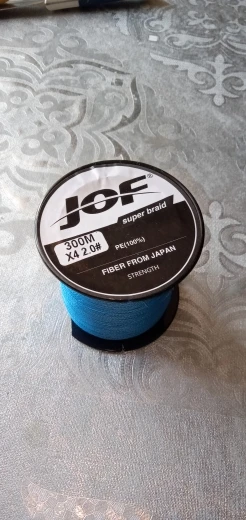 JOF®
super braid
300M
X4 2.0#
PE(100%)
FIBER FROM JAPAN
STRENGTH